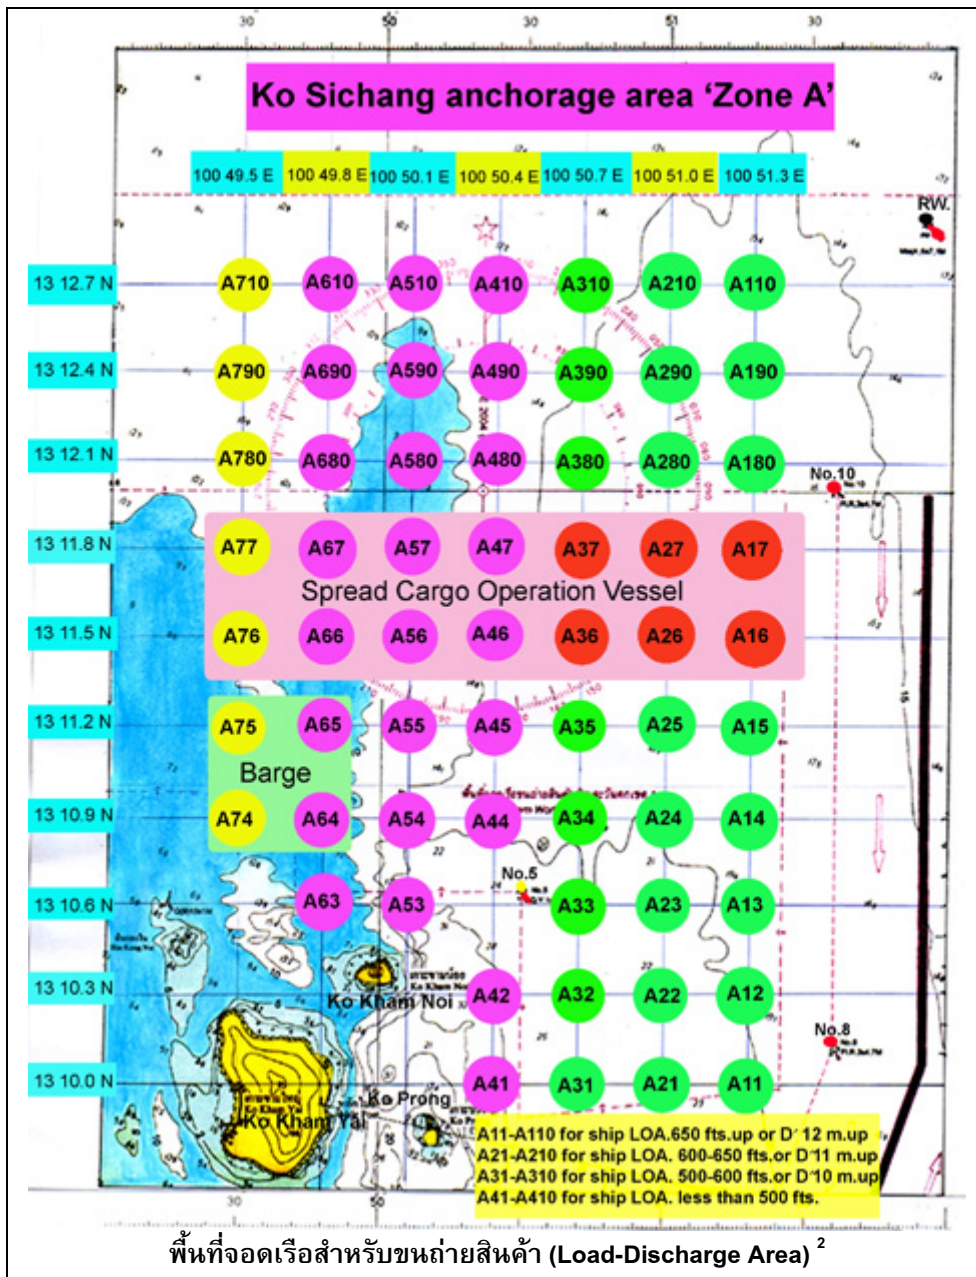 30 50 30 51 30
Ko Sichang anchorage area 'Zone A'
100 49.5 E 100 49.8 E 100 50.1 E 100 50.4 E 100 50.7 E 100 51.0 E 100 51.3 E
RW.
13 12.7 N A710 A610 A510 A410 A310 A210 A110
13 12.4 N A790 A690 A590 A490 A390 A290 A190
13 12.1 N A780 A680 A580 A480 A380 A280 A180
No.10
13 11.8 N A77 A67 A57 A47 A37 A27 A17
Spread Cargo Operation Vessel
13 11.5 N A76 A66 A56 A46 A36 A26 A16
13 11.2 N A75 A65 A55 A45 A35 A25 A15
Barge
13 10.9 N A74 A64 A54 A44 A34 A24 A14
No.5
13 10.6 N A63 A53 A33 A23 A13
13 10.3 N A42 A32 A22 A12
Ko Kham Noi
No.8
13 10.0 N A41 A31 A21 A11
Ko Prong
Ko Kham Yai
A11-A110 for ship LOA.650 fts.up or D´12 m.up
A21-A210 for ship LOA. 600-650 fts.or D´11 m.up
A31-A310 for ship LOA. 500-600 fts.or D´10 m.up
A41-A410 for ship LOA. less than 500 fts.
30 50 30
พื้นที่จอดเรือสำหรับขนถ่ายสินค้า (Load-Discharge Area) 2